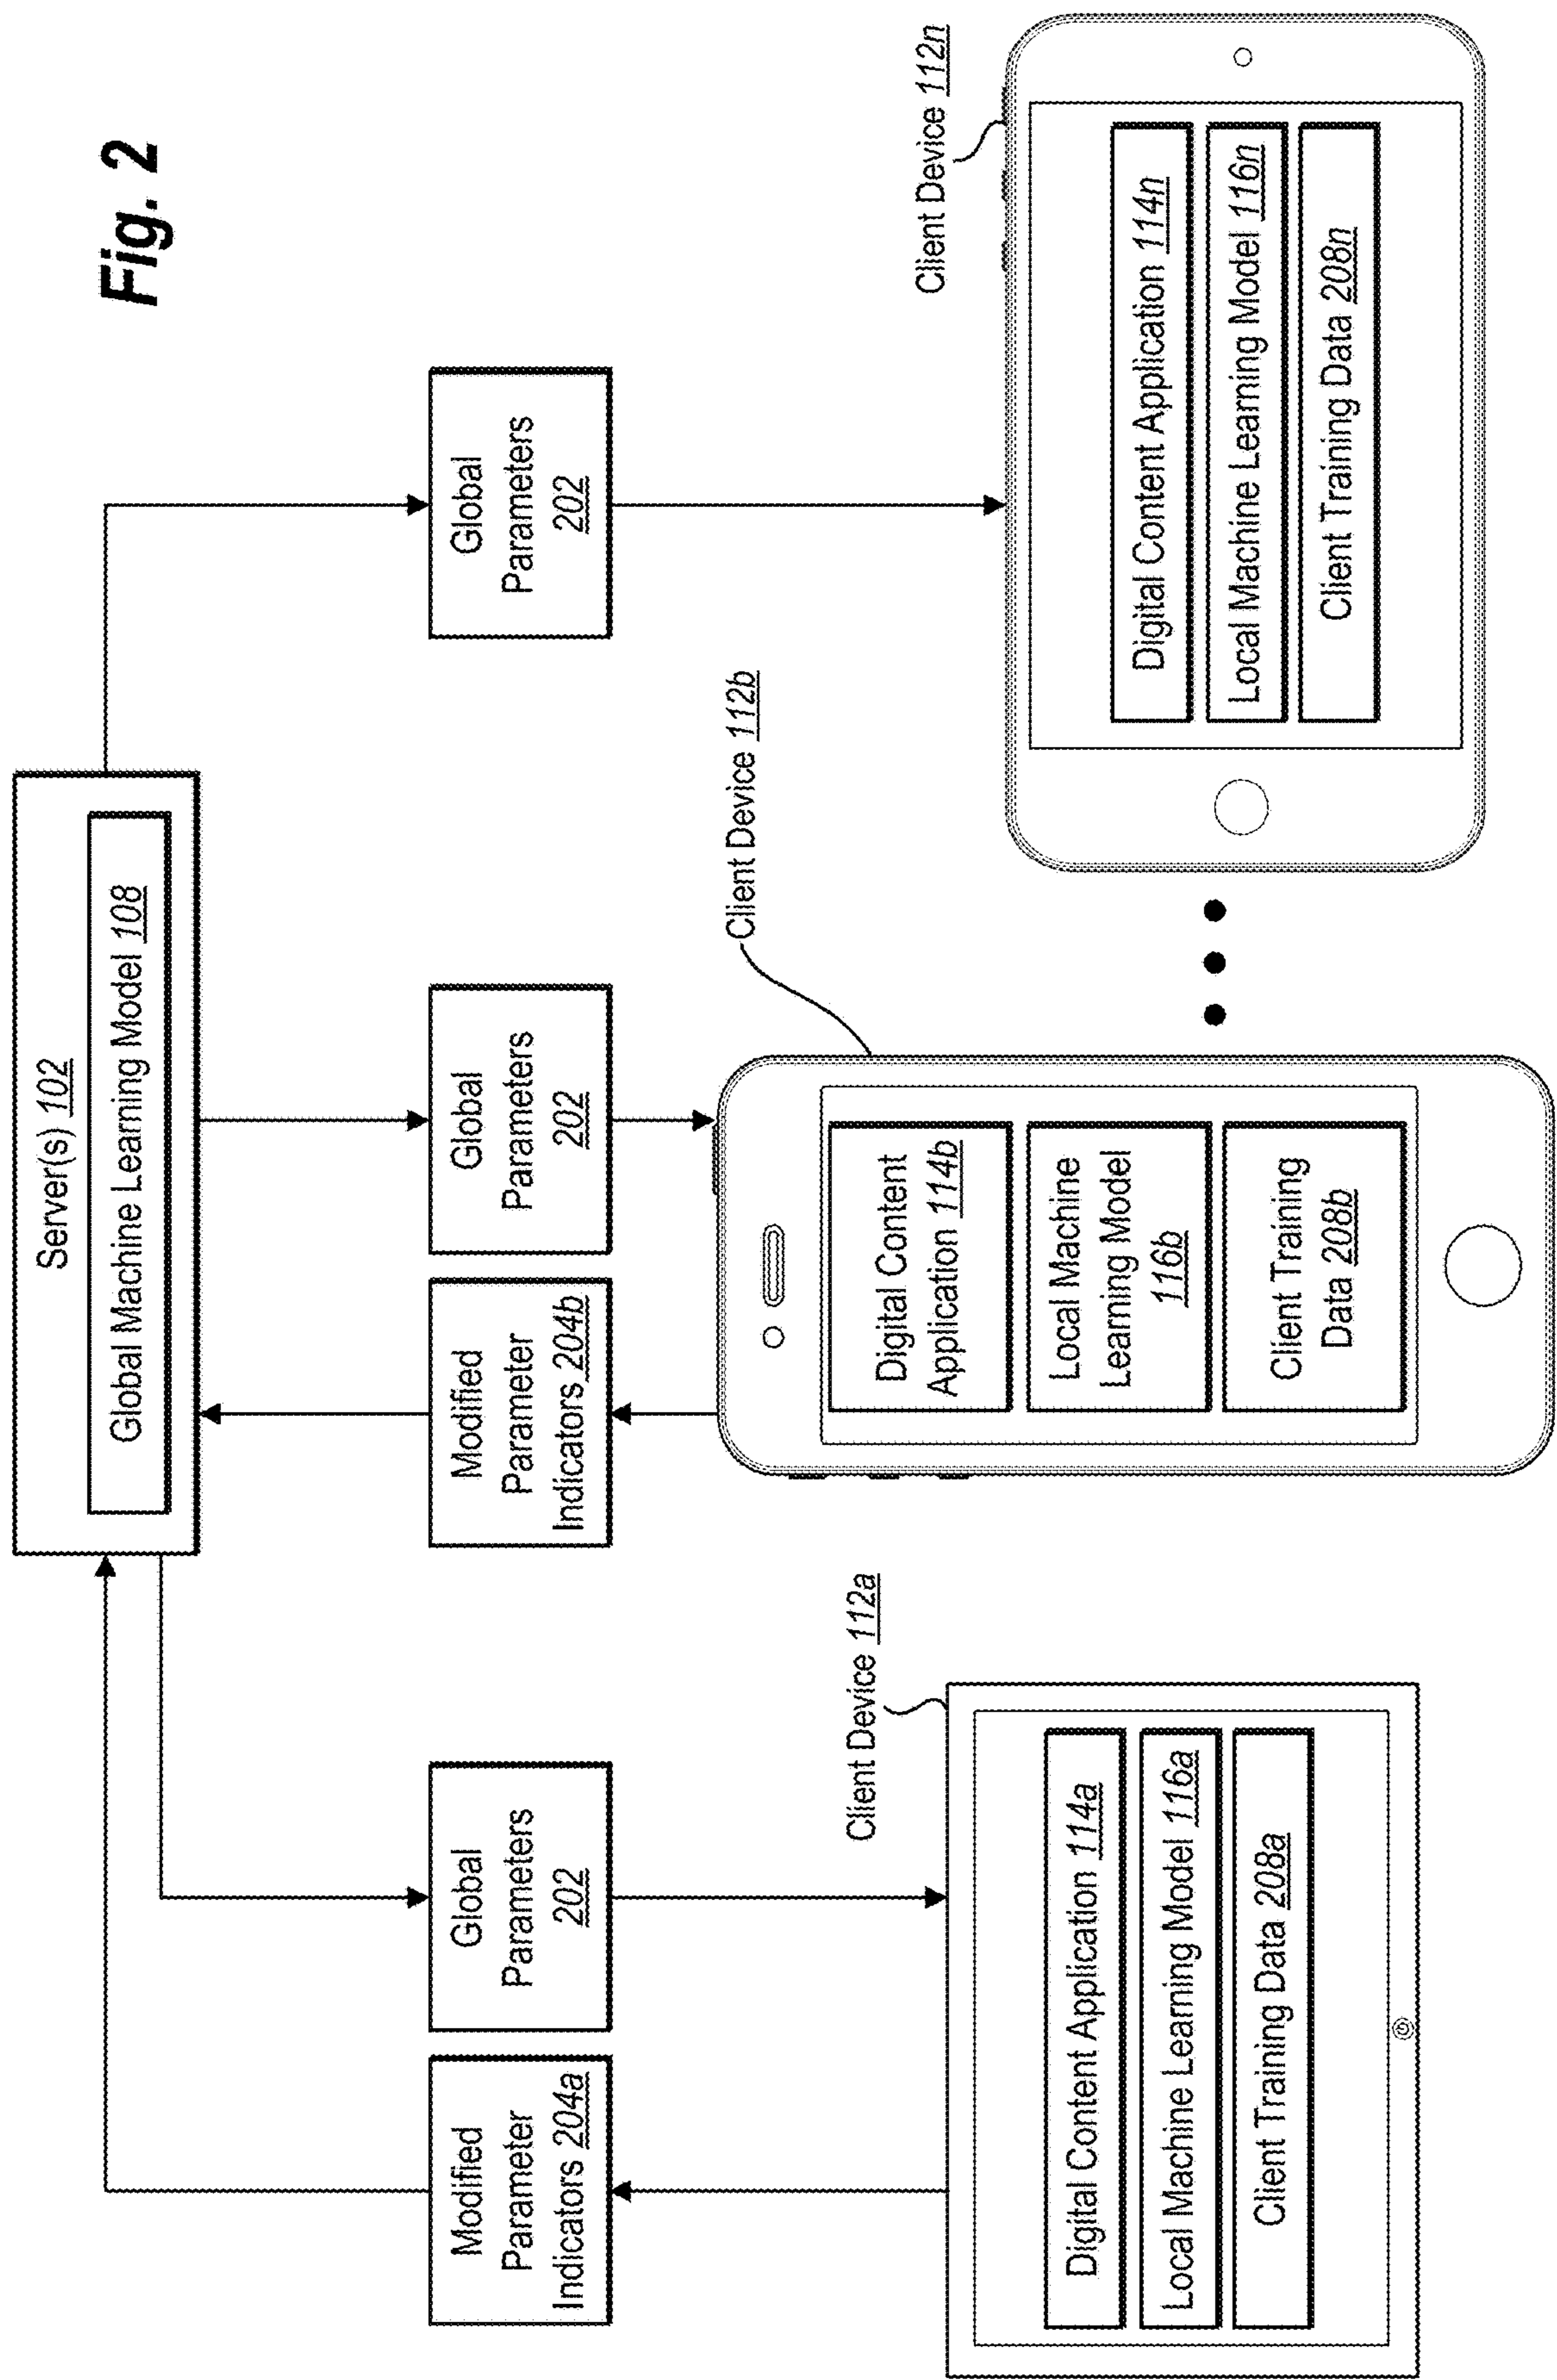 Fig. 2
Server(s) 102
Global Machine Learning Model 108
Modified
Parameter
Indicators 204a
Global
Parameters
202
Modified
Parameter
Indicators 204b
Global
Parameters
202
Global
Parameters
202
Client Device 112a
Digital Content Application 114a
Local Machine Learning Model 116a
Client Training Data 208a
Client Device 112b
Digital Content
Application 114b
Local Machine
Learning Model
116b
Client Training
Data 208b
Client Device 112n
Digital Content Application 114n
Local Machine Learning Model 116n
Client Training Data 208n